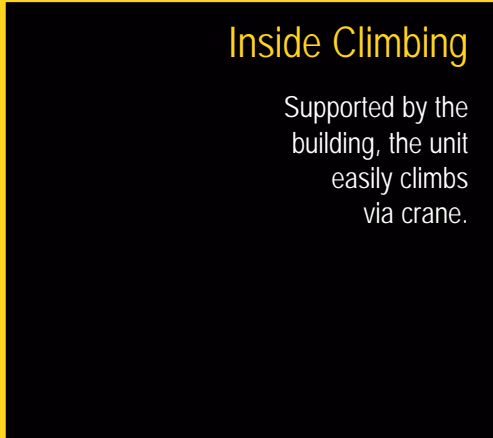 Inside Climbing
Supported by the
building, the unit
easily climbs
via crane.